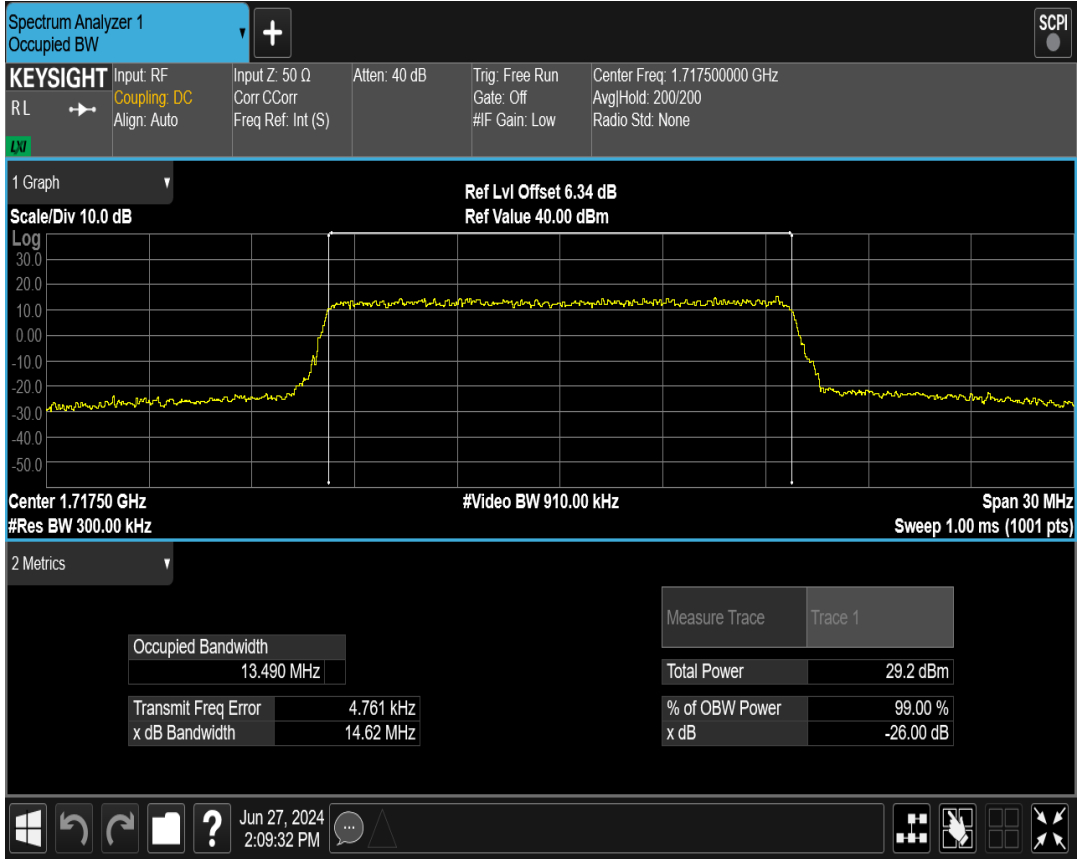 Spectrum Analyzer 1
Occupied BW
+
SCPI
KEYSIGHT
RL
LXI
Input: RF
Coupling: DC
Align: Auto
Input Z: 50 Ω
Corr CCorr
Freq Ref: Int (S)
Atten: 40 dB
Trig: Free Run
Gate: Off
#IF Gain: Low
Center Freq: 1.717500000 GHz
Avg|Hold: 200/200
Radio Std: None
1 Graph
Scale/Div 10.0 dB
Ref Lvl Offset 6.34 dB
Ref Value 40.00 dBm
Log
30.0
20.0
10.0
0.00
-10.0
-20.0
-30.0
-40.0
-50.0
Center 1.71750 GHz
#Video BW 910.00 kHz
Span 30 MHz
#Res BW 300.00 kHz
Sweep 1.00 ms (1001 pts)
2 Metrics
Occupied Bandwidth
13.490 MHz
Transmit Freq Error 4.761 kHz
x dB Bandwidth 14.62 MHz
Measure Trace Trace 1
Total Power 29.2 dBm
% of OBW Power 99.00 %
x dB -26.00 dB
?
Jun 27, 2024
2:09:32 PM